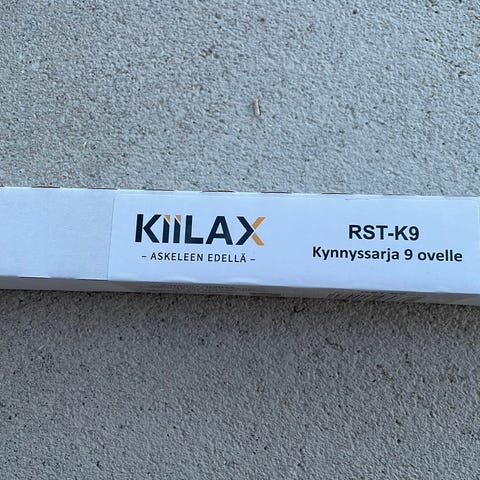 KiiLAX
– ASKELEEN EDELLÄ –
RST-K9
Kynnyssarja 9 ovelle